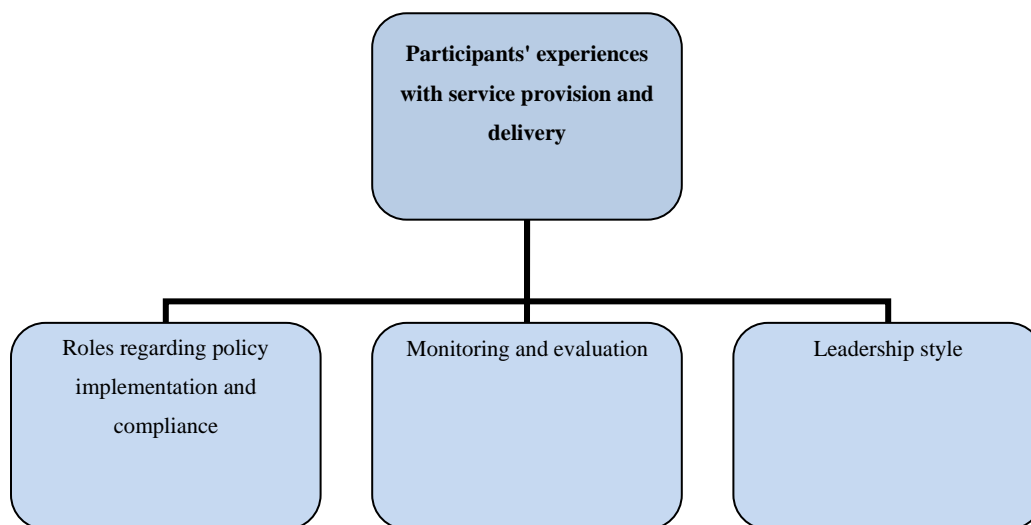 Participants' experiences
with service provision and
delivery
Roles regarding policy
implementation and
compliance
Monitoring and evaluation
Leadership style